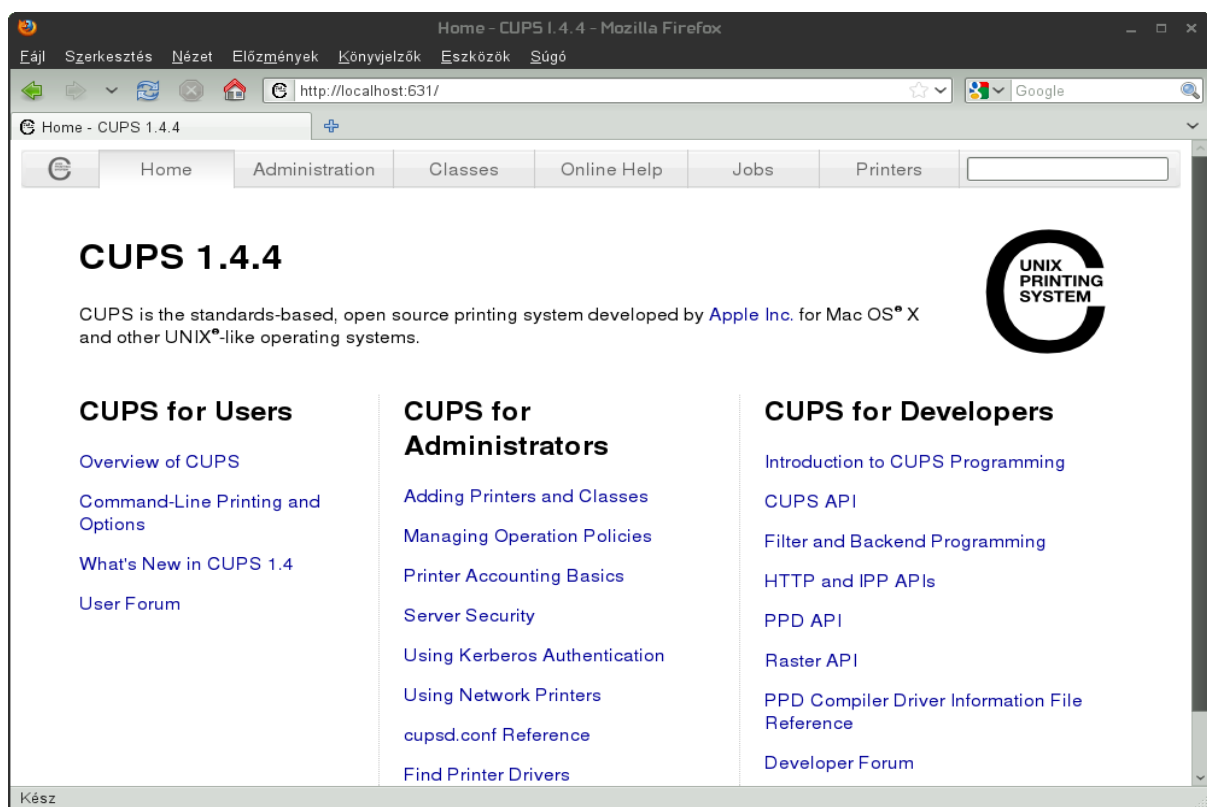 Home - CUPS 1.4.4 - Mozilla Firefox
Fájl Szerkesztés Nézet Előzmények Könyvjelzők Eszközök Súgó
http://localhost:631/ Google
Home - CUPS 1.4.4
Home Administration Classes Online Help Jobs Printers
CUPS 1.4.4
UNIX
PRINTING
SYSTEM
CUPS is the standards-based, open source printing system developed by Apple Inc. for Mac OS® X
and other UNIX®-like operating systems.
CUPS for Users
Overview of CUPS
Command-Line Printing and
Options
What's New in CUPS 1.4
User Forum
CUPS for
Administrators
Adding Printers and Classes
Managing Operation Policies
Printer Accounting Basics
Server Security
Using Kerberos Authentication
Using Network Printers
cupsd.conf Reference
Find Printer Drivers
CUPS for Developers
Introduction to CUPS Programming
CUPS API
Filter and Backend Programming
HTTP and IPP APIs
PPD API
Raster API
PPD Compiler Driver Information File
Reference
Developer Forum
Kész